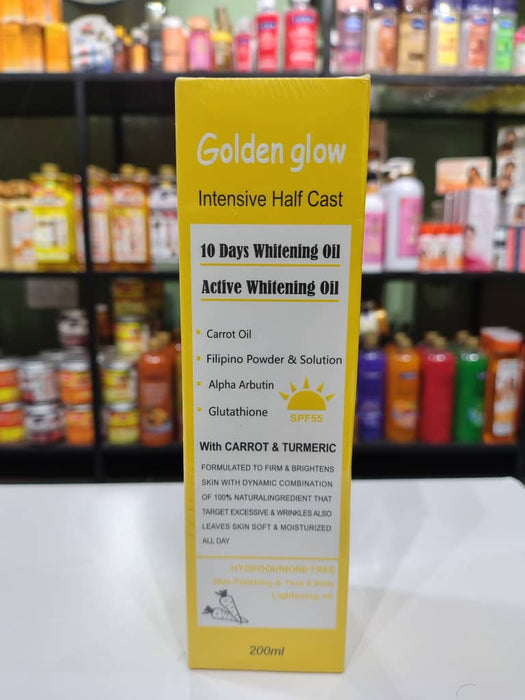 Golden glow
Intensive Half Cast
10 Days Whitening Oil
Active Whitening Oil
Carrot Oil
Filipino Powder & Solution
Alpha Arbutin
Glutathione
SPF55
With CARROT & TURMERIC
FORMULATED TO FIRM & BRIGHTENS
SKIN WITH DYNAMIC COMBINATION
OF 100% NATURALINGREDIENT THAT
TARGET EXCESSIVE & WRINKLES ALSO
LEAVES SKIN SOFT & MOISTURIZED
ALL DAY
HYDROQUINONE FREE
Skin Polishing & Face & Body
Lightening oil
200ml